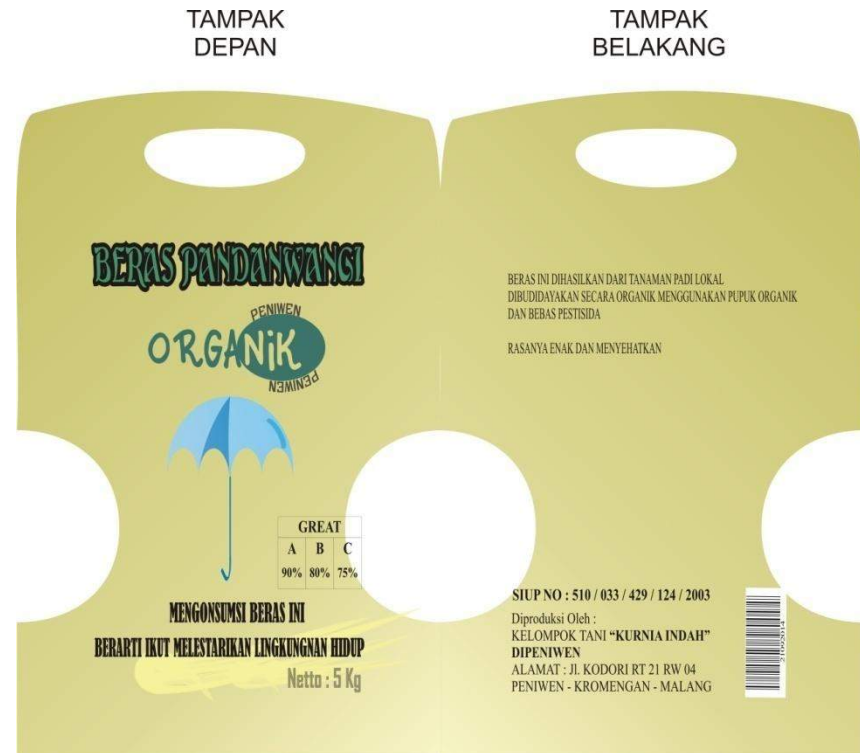 TAMPAK
DEPAN
TAMPAK
BELAKANG
BERAS PANDANWANGI
PENIWEN
ORGANiK
PENIWEN
GREAT
A B C
90% 80% 75%
MENGONSUMSI BERAS INI
BERARTI IKUT MELESTARIKAN LINGKUNGNAN HIDUP
Netto : 5 Kg
BERAS INI DIHASILKAN DARI TANAMAN PADI LOKAL
DIBUDIDAYAKAN SECARA ORGANIK MENGGUNAKAN PUPUK ORGANIK
DAN BEBAS PESTISIDA
RASANYA ENAK DAN MENYEHATKAN
SIUP NO : 510 / 033 / 429 / 124 / 2003
Diproduksi Oleh :
KELOMPOK TANI “KURNIA INDAH”
DIPENIWEN
ALAMAT : Jl. KODORI RT 21 RW 04
PENIWEN - KROMENGAN - MALANG
21092014